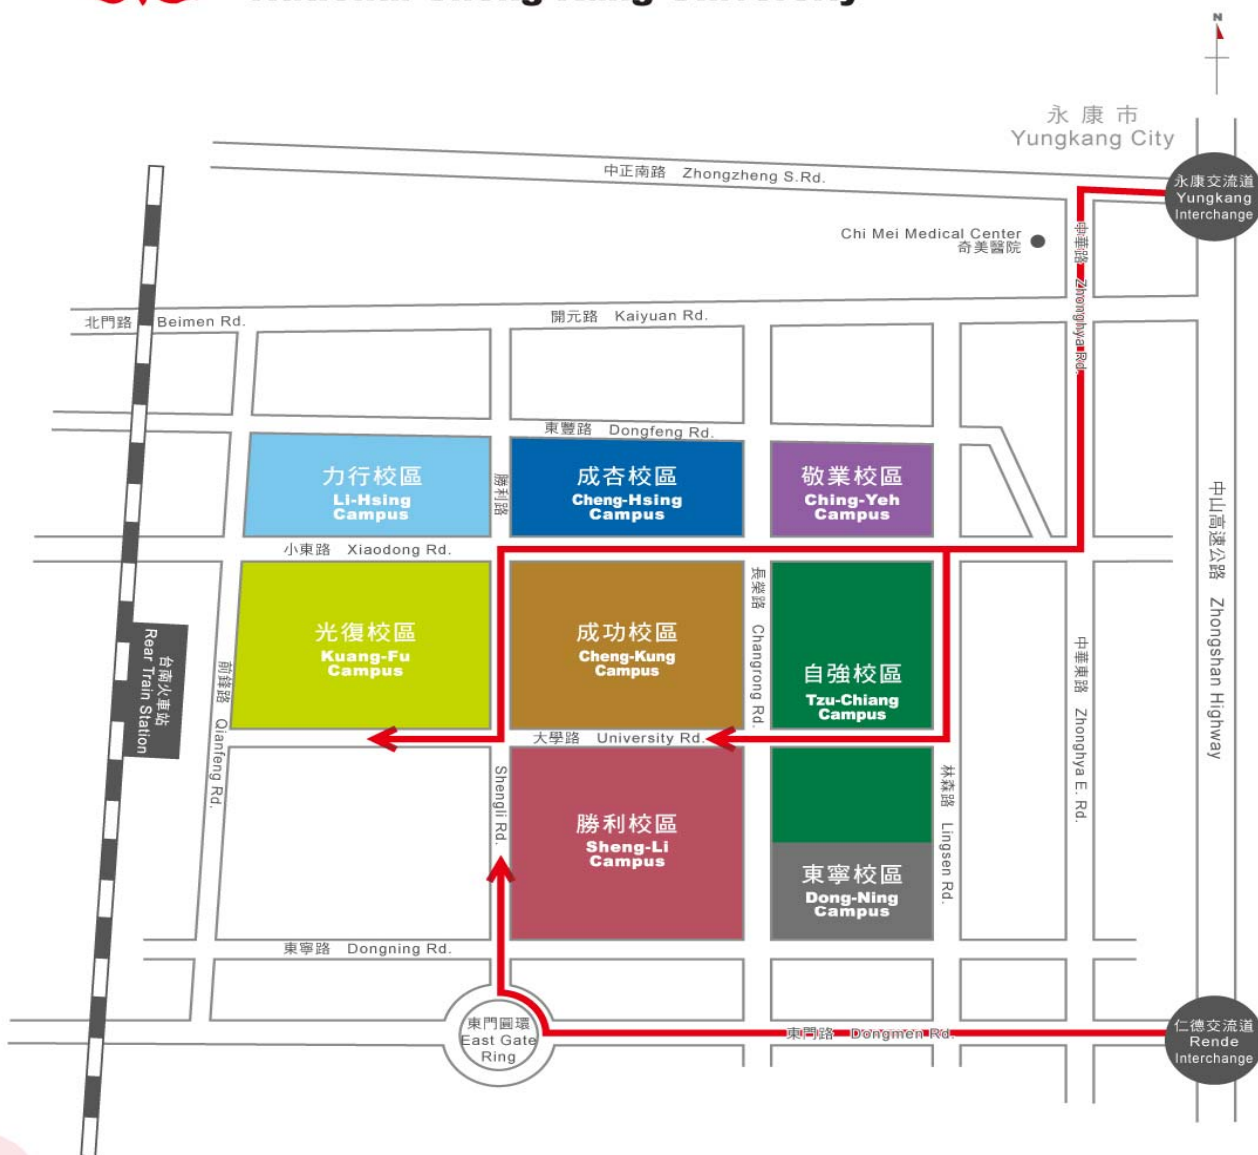 National Cheng Kung University
N
永康市
Yungkang City
中正南路 Zhongzheng S.Rd.
永康交流道
Yungkang
Interchange
Chi Mei Medical Center
奇美醫院
中華路 Zhonghya Rd.
北門路 Beimen Rd.
開元路 Kaiyuan Rd.
東豐路 Dongfeng Rd.
力行校區
Li-Hsing
Campus
勝利路
成杏校區
Cheng-Hsing
Campus
敬業校區
Ching-Yeh
Campus
中山高速公路 Zhongshan Highway
小東路 Xiaodong Rd.
台南火車站
Rear Train Station
前鋒路 Qianfeng Rd.
光復校區
Kuang-Fu
Campus
成功校區
Cheng-Kung
Campus
長榮路 Changrong Rd.
自強校區
Tzu-Chiang
Campus
中華東路 Zhonghya E. Rd.
大學路 University Rd.
Shengli Rd.
勝利校區
Sheng-Li
Campus
林森路 Lingsen Rd.
東寧校區
Dong-Ning
Campus
東寧路 Dongning Rd.
東門圓環
East Gate
Ring
東門路 Dongmen Rd.
仁德交流道
Rende
Interchange